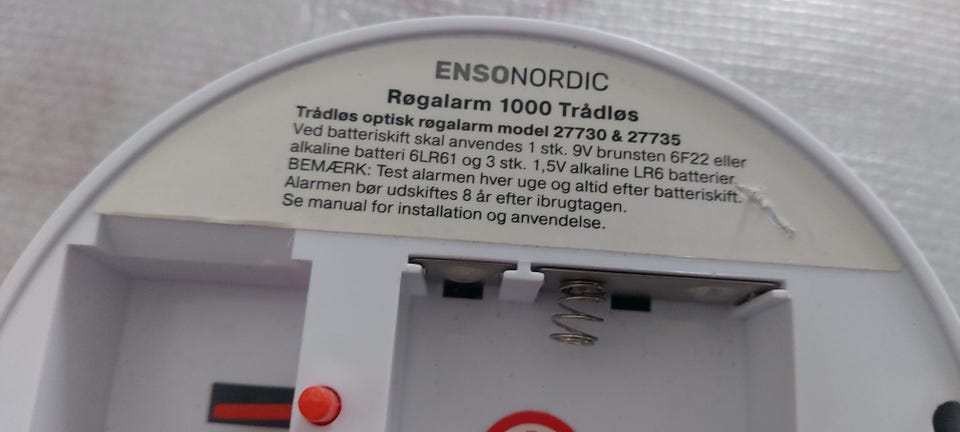 ENSONORDIC
Røgalarm 1000 Trådløs
Trådløs optisk røgalarm model 27730 & 27735
Ved batteriskift skal anvendes 1 stk. 9V brunsten 6F22 eller
alkaline batteri 6LR61 og 3 stk. 1,5V alkaline LR6 batterier.
BEMÆRK: Test alarmen hver uge og altid efter batteriskift.
Alarmen bør udskiftes 8 år efter ibrugtagen.
Se manual for installation og anvendelse.